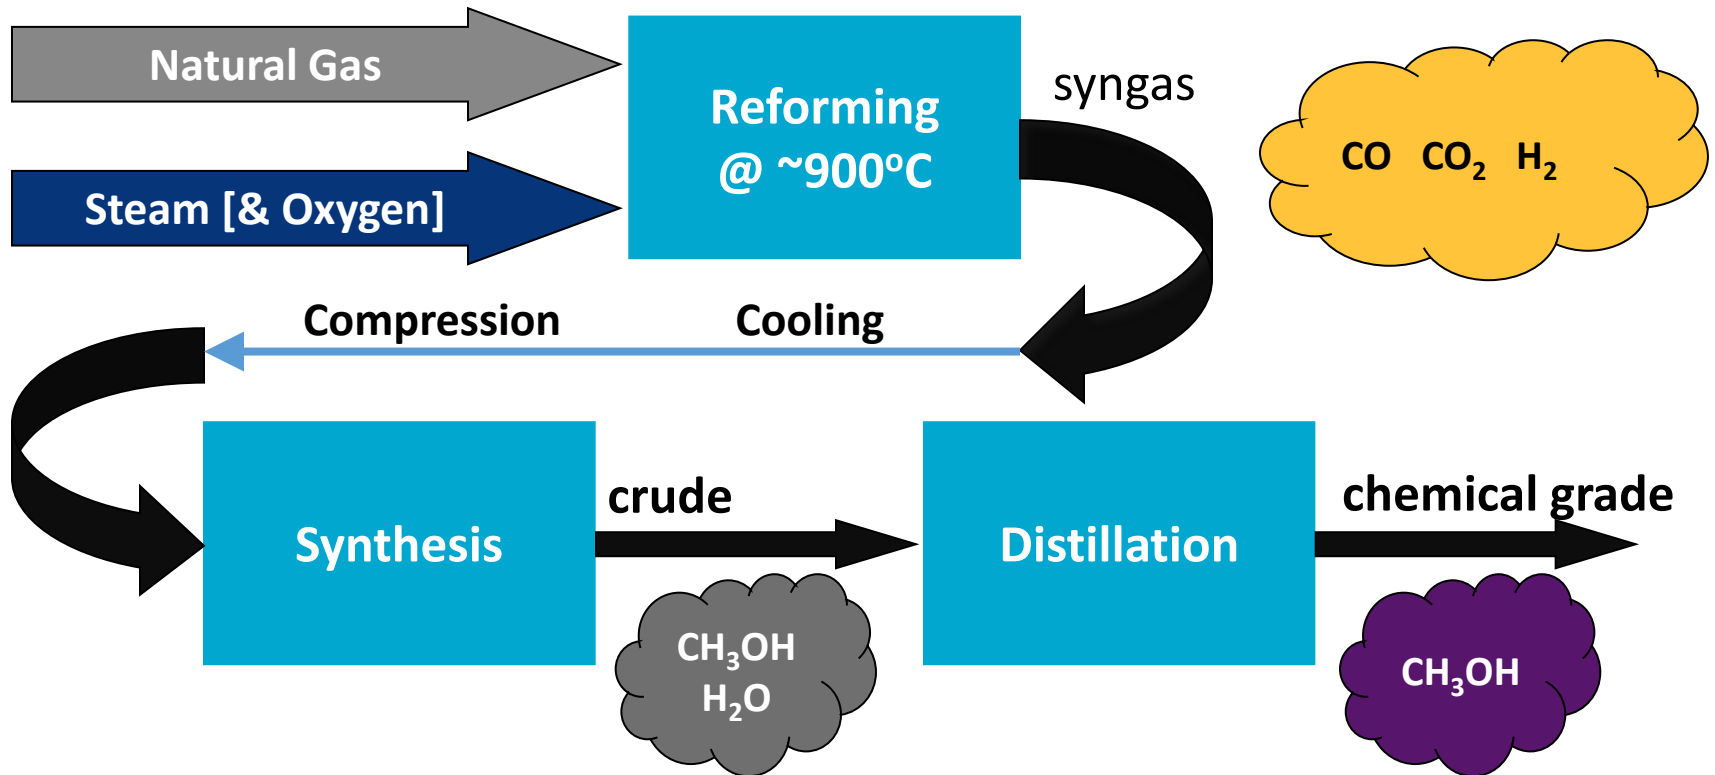 Natural Gas
Reforming
@ ~900°C
syngas
CO CO₂ H₂
Steam [& Oxygen]
Compression
Cooling
Synthesis
crude
CH₃OH
H₂O
Distillation
chemical grade
CH₃OH